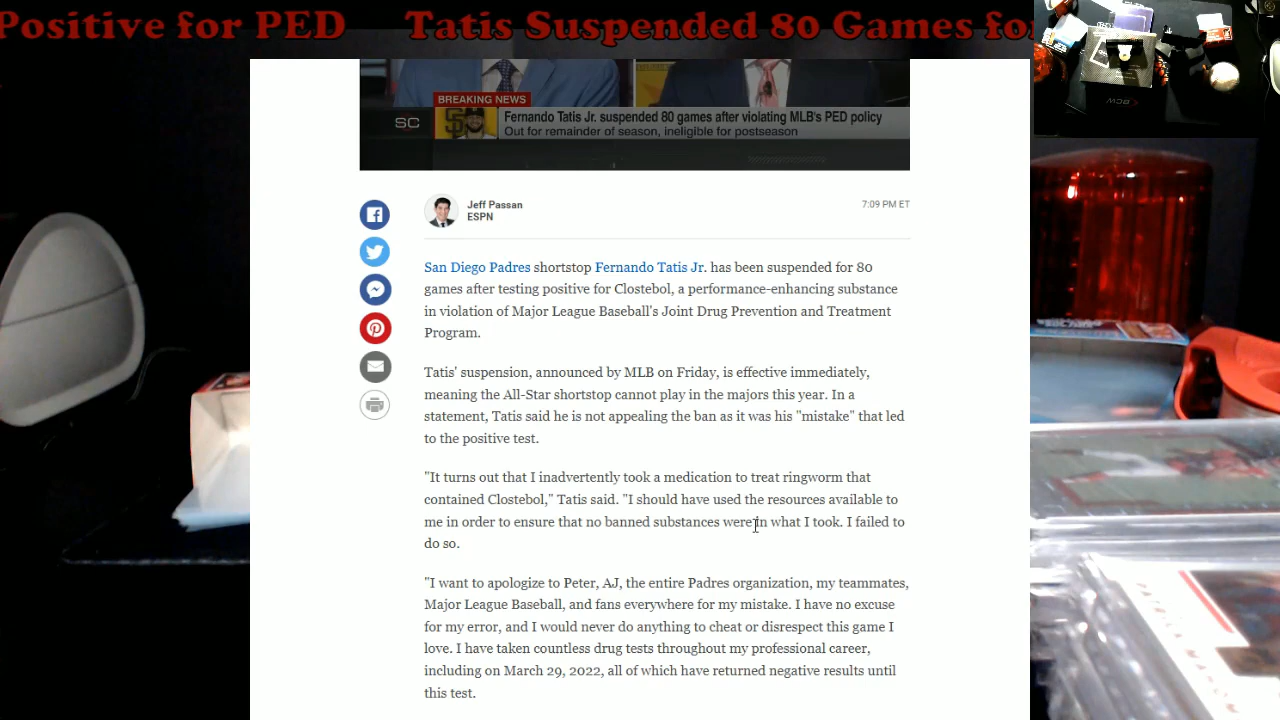 Positive for PED Tatis Suspended 80 Games fo
BREAKING NEWS
SC
Fernando Tatis Jr. suspended 80 games after violating MLB's PED policy
Out for remainder of season, ineligible for postseason
Jeff Passan
ESPN
7:09 PM ET
San Diego Padres shortstop Fernando Tatis Jr. has been suspended for 80
games after testing positive for Clostebol, a performance-enhancing substance
in violation of Major League Baseball's Joint Drug Prevention and Treatment
Program.
Tatis' suspension, announced by MLB on Friday, is effective immediately,
meaning the All-Star shortstop cannot play in the majors this year. In a
statement, Tatis said he is not appealing the ban as it was his "mistake" that led
to the positive test.
"It turns out that I inadvertently took a medication to treat ringworm that
contained Clostebol," Tatis said. "I should have used the resources available to
me in order to ensure that no banned substances were in what I took. I failed to
do so.
"I want to apologize to Peter, AJ, the entire Padres organization, my teammates,
Major League Baseball, and fans everywhere for my mistake. I have no excuse
for my error, and I would never do anything to cheat or disrespect this game I
love. I have taken countless drug tests throughout my professional career,
including on March 29, 2022, all of which have returned negative results until
this test.